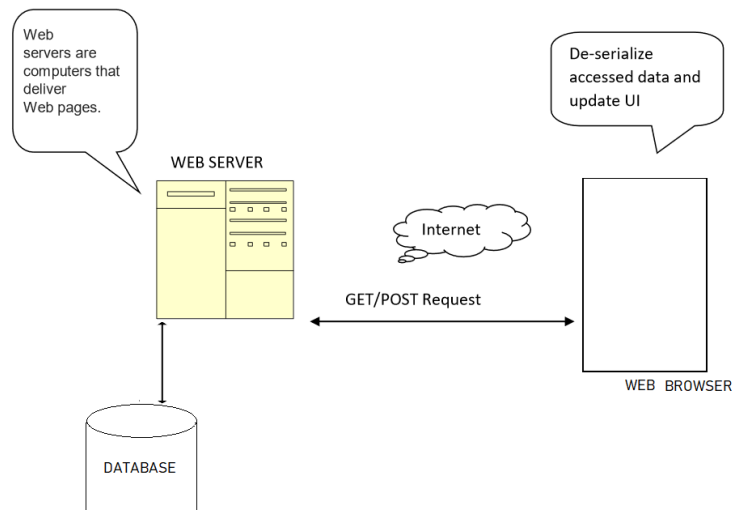 Web
servers are
computers that
deliver
Web pages.
De-serialize
accessed data and
update UI
WEB SERVER
Internet
GET/POST Request
WEB BROWSER
DATABASE